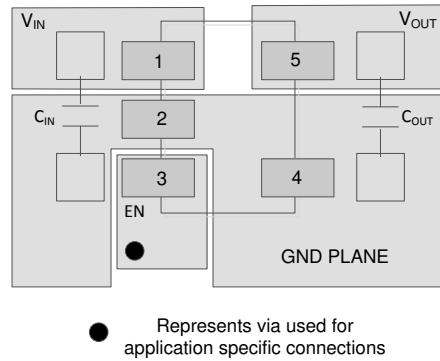 VIN
VOUT
1
5
CIN
2
COUT
3
4
EN
GND PLANE
Represents via used for
application specific connections